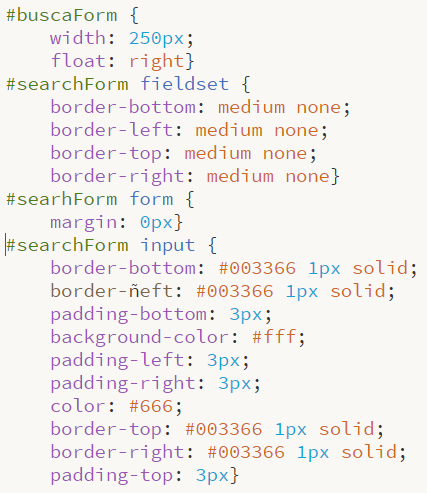 #buscaForm {
    width: 250px;
    float: right}
#searchForm fieldset {
    border-bottom: medium none;
    border-left: medium none;
    border-top: medium none;
    border-right: medium none}
#searhForm form {
    margin: 0px}
#searchForm input {
    border-bottom: #003366 1px solid;
    border-ñeft: #003366 1px solid;
    padding-bottom: 3px;
    background-color: #fff;
    padding-left: 3px;
    padding-right: 3px;
    color: #666;
    border-top: #003366 1px solid;
    border-right: #003366 1px solid;
    padding-top: 3px}